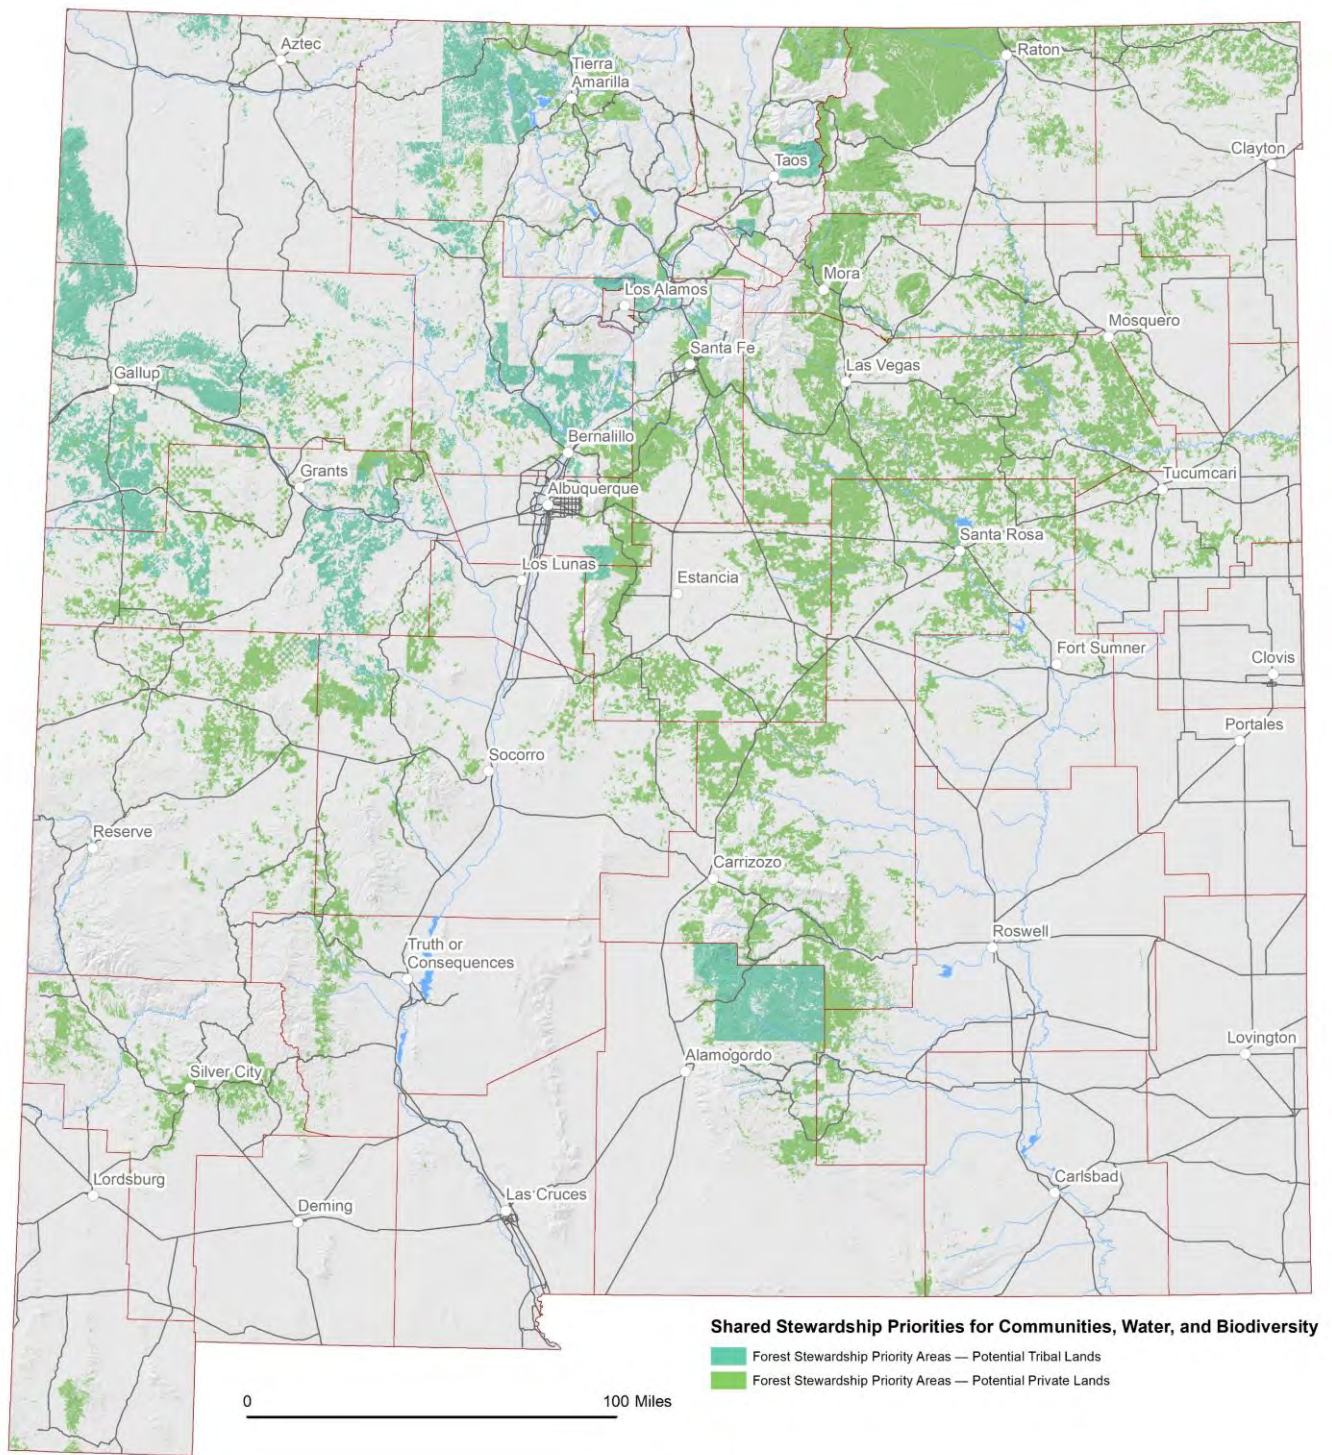 Aztec
Tierra
Amarilla
Raton
Clayton
Taos
Mora
Los Alamos
Mosquero
Santa Fe
Las Vegas
Gallup
Bernalillo
Grants
Albuquerque
Tucumcari
Santa Rosa
Los Lunas
Estancia
Fort Sumner
Clovis
Portales
Socorro
Reserve
Carrizozo
Roswell
Truth or
Consequences
Lovington
Alamogordo
Silver City
Carlsbad
Lordsburg
Las Cruces
Deming
Shared Stewardship Priorities for Communities, Water, and Biodiversity
Forest Stewardship Priority Areas — Potential Tribal Lands
Forest Stewardship Priority Areas — Potential Private Lands
0 100 Miles